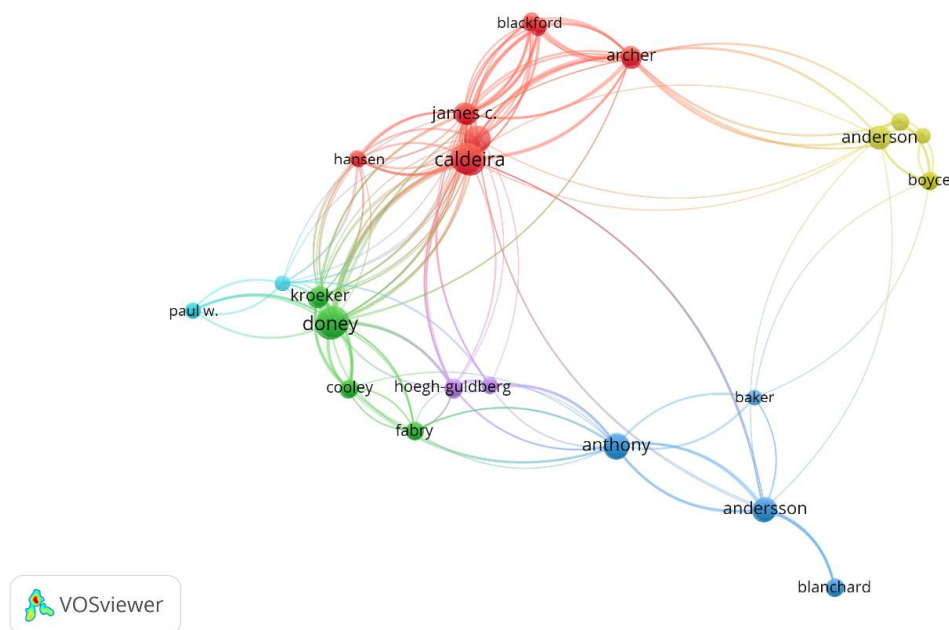 blackford
archer
james c.
anderson
hansen
caldeira
boyce
kroeker
paul w.
doney
cooley
hoegh-guldberg
baker
fabry
anthony
andersson
blanchard
VOSviewer